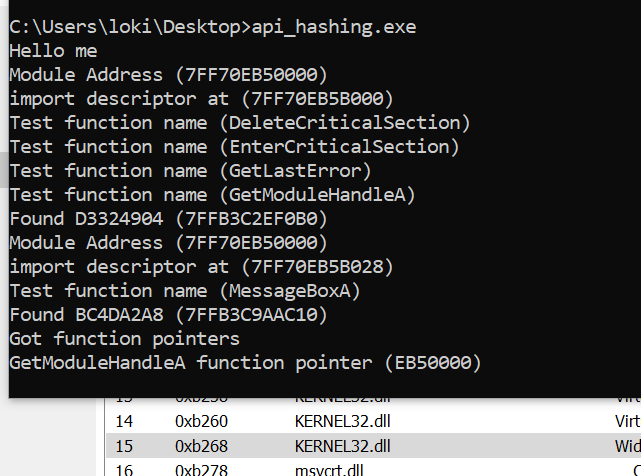 C:\Users\loki\Desktop>api_hashing.exe
Hello me
Module Address (7FF70EB50000)
import descriptor at (7FF70EB5B000)
Test function name (DeleteCriticalSection)
Test function name (EnterCriticalSection)
Test function name (GetLastError)
Test function name (GetModuleHandleA)
Found D3324904 (7FFB3C2EF0B0)
Module Address (7FF70EB50000)
import descriptor at (7FF70EB5B028)
Test function name (MessageBoxA)
Found BC4DA2A8 (7FFB3C9AAC10)
Got function pointers
GetModuleHandleA function pointer (EB50000)
KERNEL32.dll
14 0xb260 KERNEL32.dll Virt
15 0xb268 KERNEL32.dll Wid
16 0xb278 msvcrt.dll